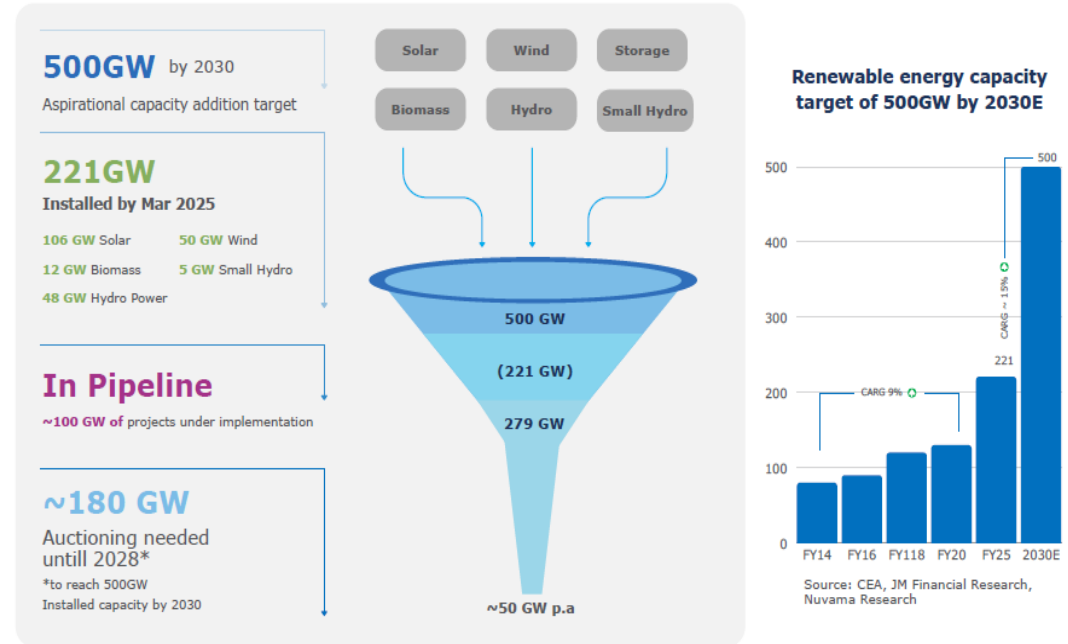 500GW by 2030
Aspirational capacity addition target
221GW
Installed by Mar 2025
106 GW Solar 50 GW Wind
12 GW Biomass 5 GW Small Hydro
48 GW Hydro Power
In Pipeline
~100 GW of projects under implementation
~180 GW
Auctioning needed
untill 2028*
*to reach 500GW
Installed capacity by 2030
Solar Wind Storage
Biomass Hydro Small Hydro
500 GW
(221 GW)
279 GW
~50 GW p.a
Renewable energy capacity
target of 500GW by 2030E
500
500
400
CARG ~ 15%
300
221
200
CARG 9%
100
0
FY14 FY16 FY118 FY20 FY25 2030E
Source: CEA, JM Financial Research,
Nuvama Research